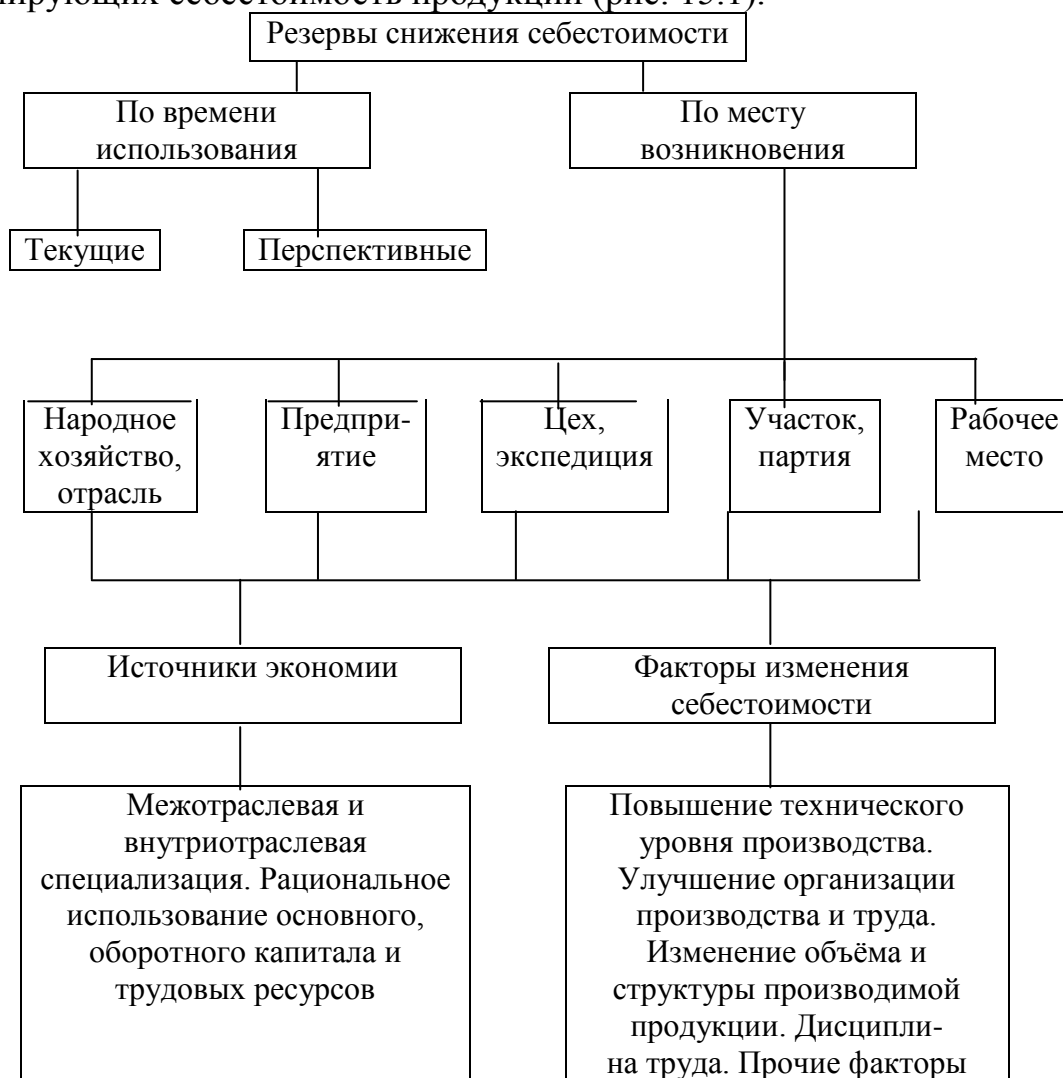 себестоимость продукции (рис. 15.1).
Резервы снижения себестоимости
По времени
использования
По месту
возникновения
Текущие
Перспективные
Народное
хозяйство,
отрасль
Предпри-
ятие
Цех,
экспедиция
Участок,
партия
Рабочее
место
Источники экономии
Факторы изменения
себестоимости
Межотраслевая и
внутриотраслевая
специализация. Рациональное
использование основного,
оборотного капитала и
трудовых ресурсов
Повышение технического
уровня производства.
Улучшение организации
производства и труда.
Изменение объёма и
структуры производимой
продукции. Дисципли-
на труда. Прочие факторы